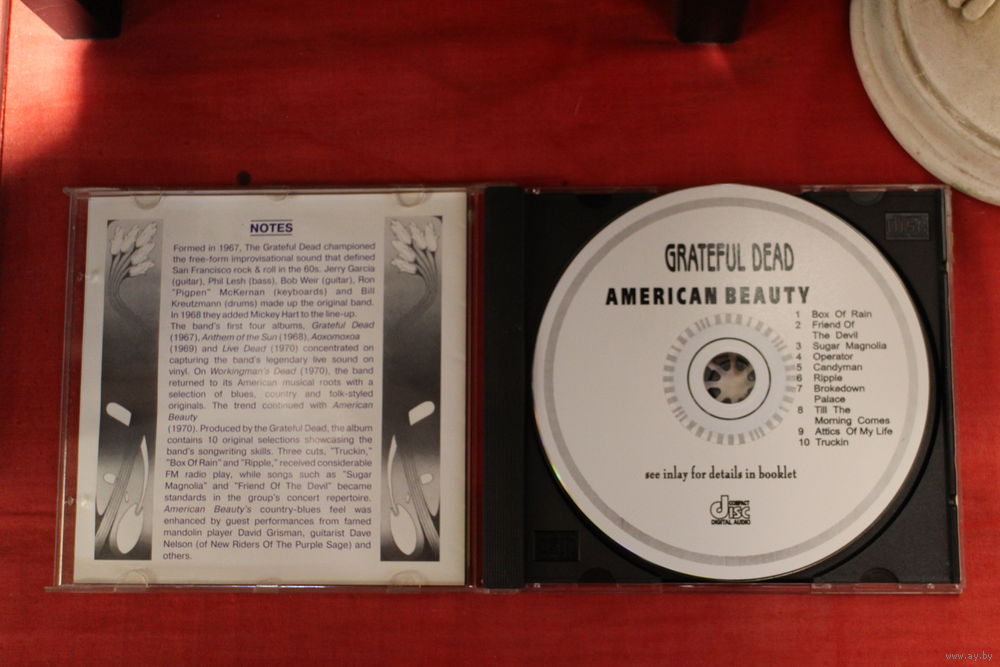 NOTES
Formed in 1967, The Grateful Dead championed
the free-form improvisational sound that defined
San Francisco rock & roll in the 60s. Jerry Garcia
(guitar), Phil Lesh (bass), Bob Weir (guitar), Ron
"Pigpen" McKernan (keyboards) and Bill
Kreutzmann (drums) made up the original band.
In 1968 they added Mickey Hart to the line-up.
The band's first four albums, Grateful Dead
(1967), Anthem of the Sun (1968), Aoxomoxoa
(1969) and Live Dead (1970) concentrated on
capturing the band's legendary live sound on
vinyl. On Workingman's Dead (1970), the band
returned to its American musical roots with a
selection of blues, country and folk-styled
originals. The trend continued with American
Beauty
(1970). Produced by the Grateful Dead, the album
contains 10 original selections showcasing the
band's songwriting skills. Three cuts, "Truckin,"
"Box Of Rain" and "Ripple," received considerable
FM radio play, while songs such as "Sugar
Magnolia" and "Friend Of The Devil" became
standards in the group's concert repertoire.
American Beauty's country-blues feel was
enhanced by guest performances from famed
mandolin player David Grisman, guitarist Dave
Nelson (of New Riders Of The Purple Sage) and
others.
GRATEFUL DEAD
AMERICAN BEAUTY
1 Box Of Rain
2 Friend Of
The Devil
3 Sugar Magnolia
4 Operator
5 Candyman
6 Ripple
7 Brokedown
Palace
8 Till The
Morning Comes
9 Attics Of My Life
10 Truckin
see inlay for details in booklet
COMPACT
disc
DIGITAL AUDIO
www.ay.by